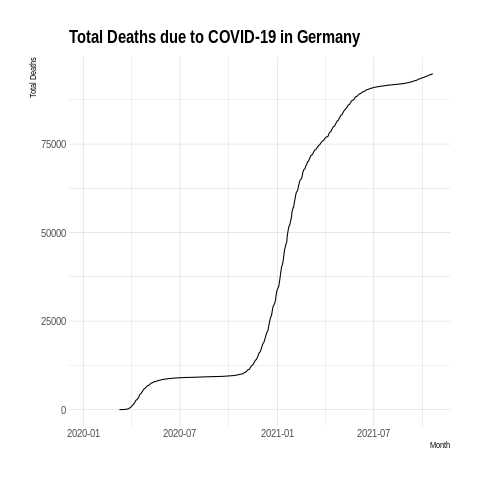 Total Deaths due to COVID-19 in Germany
Total Deaths
75000
50000
25000
0
2020-01 2020-07 2021-01 2021-07
Month